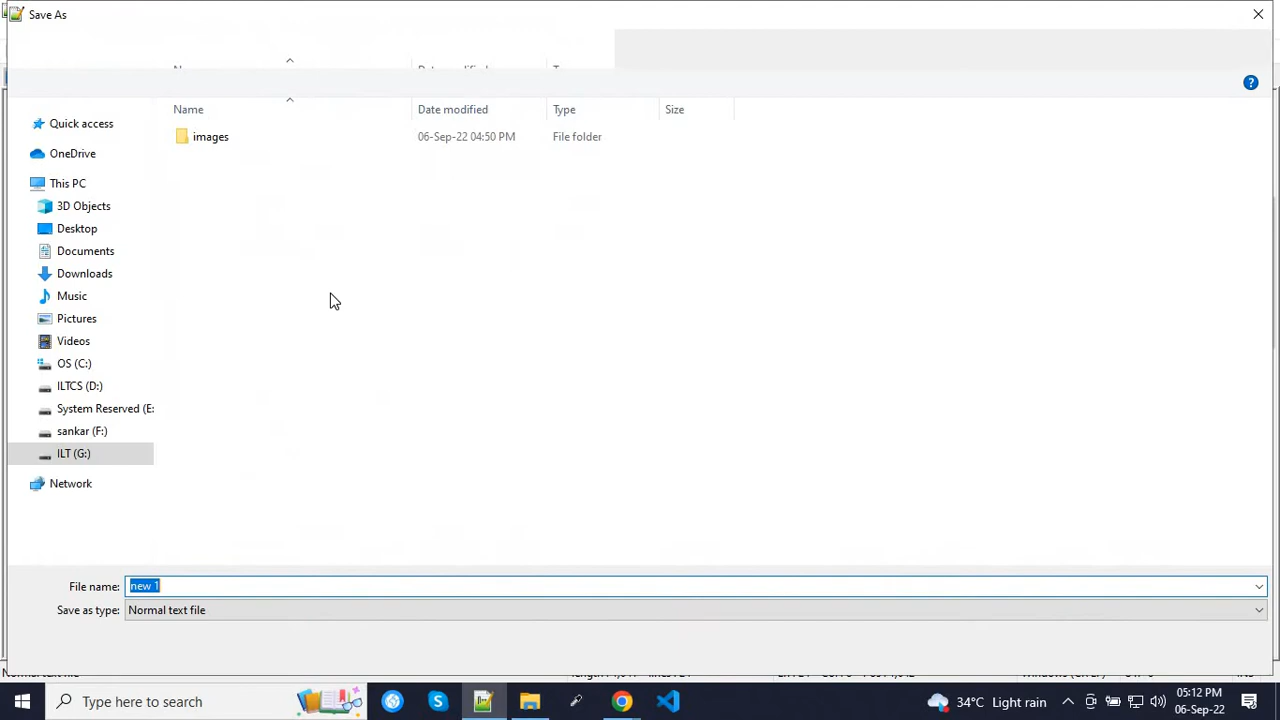 Save As
Name Date modified Type Size
images 06-Sep-22 04:50 PM File folder
Quick access
OneDrive
This PC
3D Objects
Desktop
Documents
Downloads
Music
Pictures
Videos
OS (C:)
ILTCS (D:)
System Reserved (E:
sankar (F:)
ILT (G:)
Network
File name: new 1
Save as type: Normal text file
Type here to search
34°C Light rain
05:12 PM
06-Sep-22